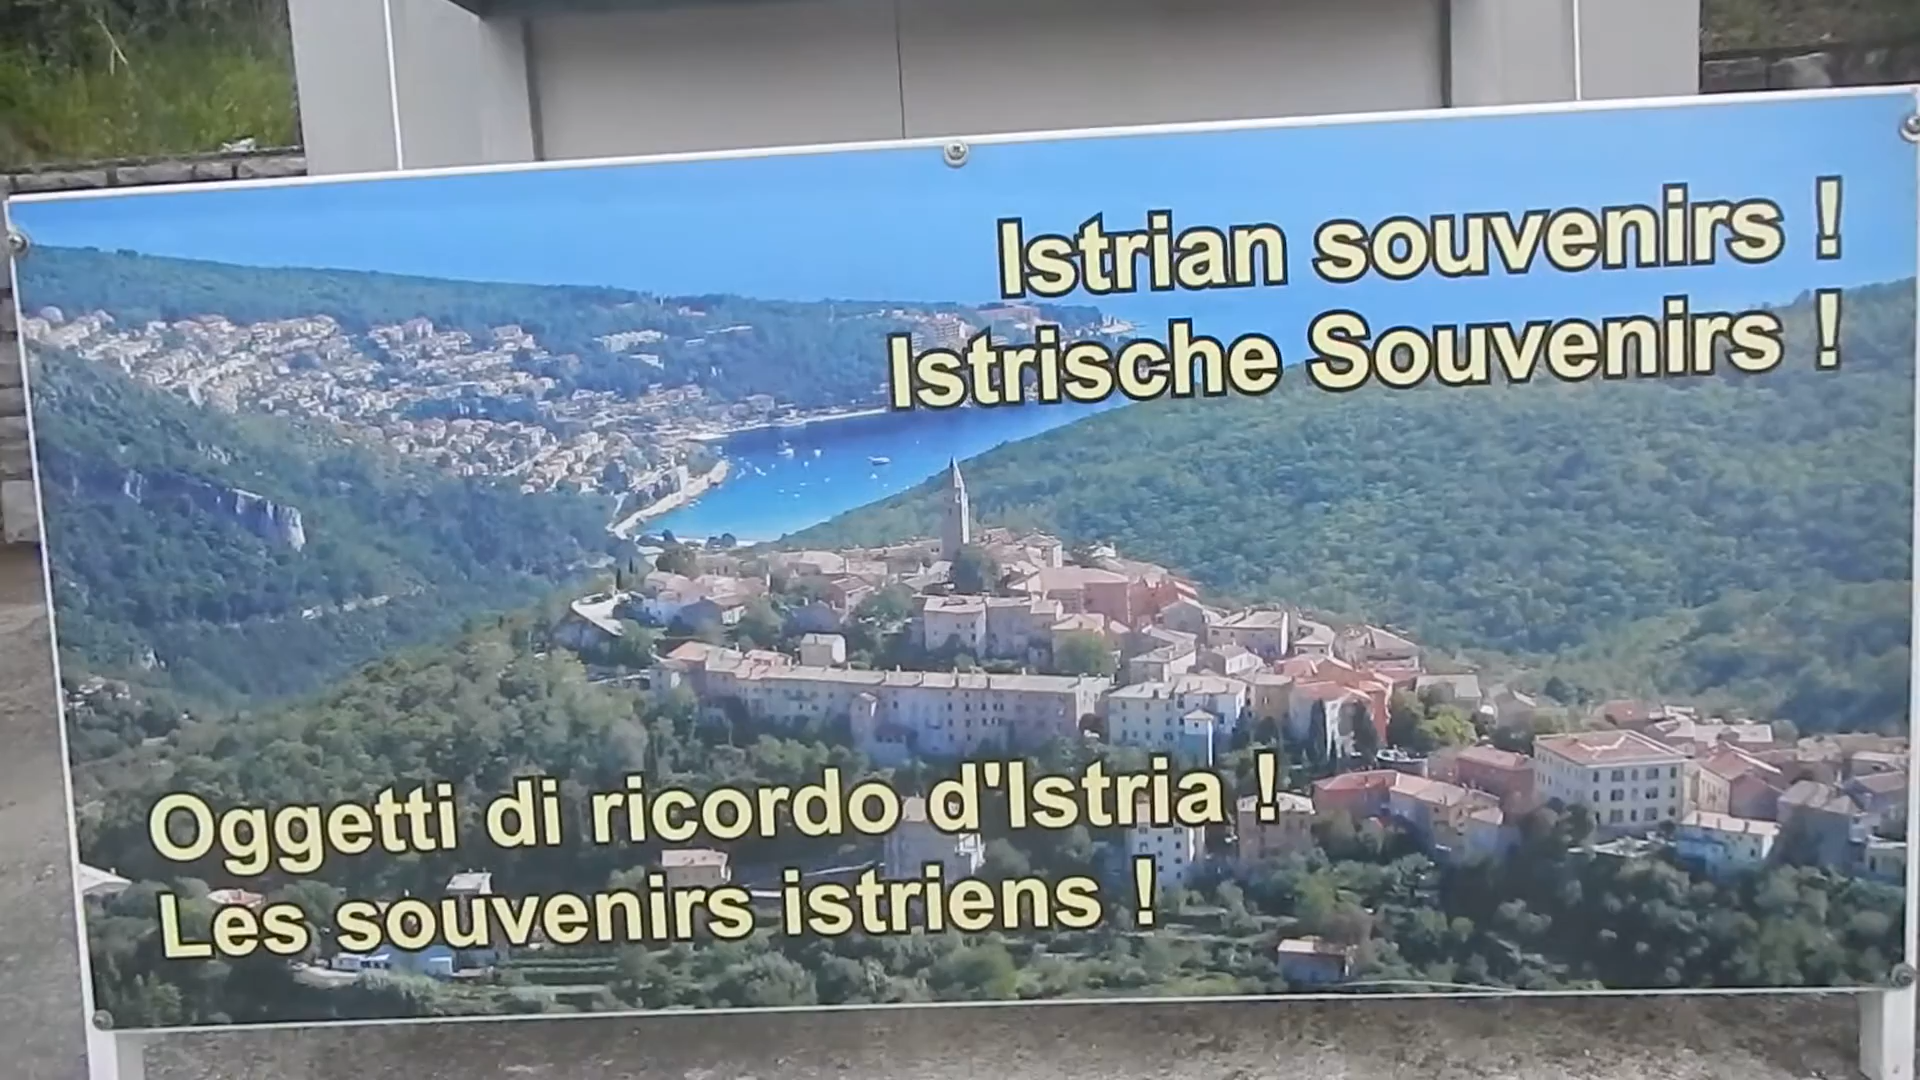 Istrian souvenirs !
Istrische Souvenirs !
Oggetti di ricordo d'Istria !
Les souvenirs istriens !